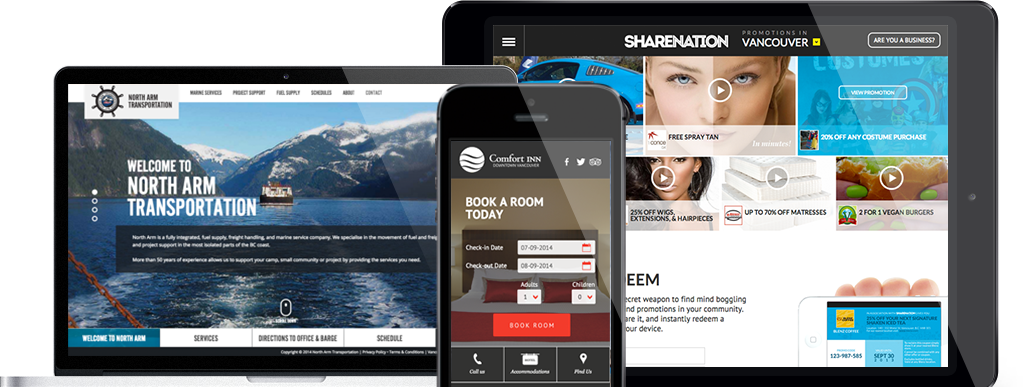 NORTH ARM
TRANSPORTATION
MARINE SERVICES
PROJECT SUPPORT
FUEL SUPPLY
SCHEDULES
ABOUT
CONTACT
WELCOME TO
NORTH ARM
TRANSPORTATION
North Arm is a fully integrated, fuel supply, freight handling, and marine service company. We specialise in the movement of fuel and
and project support in the most isolated parts of the BC coast.
More than 50 years of experience allows us to support your camp, small community or project by providing the services you need.
WELCOME TO NORTH ARM
SERVICES
DIRECTIONS TO OFFICE & BARGE
SCHEDULE
Copyright © 2014 North Arm Transportation | Privacy Policy • Terms & Conditions |
Comfort Inn
DOWNTOWN VANCOUVER
BOOK A ROOM
TODAY
Check-in Date
07-09-2014
Check-out Date
08-09-2014
Adults
Children
1
0
BOOK ROOM
Call us
Accommodations
Find Us
SHARENATION
PROMOTIONS IN
VANCOUVER
ARE YOU A BUSINESS?
COSTUMES
VIEW PROMOTION
FREE SPRAY TAN
In minutes!
20% OFF ANY COSTUME PURCHASE
25% OFF WIGS,
EXTENSIONS, & HAIRPIECES
UP TO 70% OFF MATRESSES
2 FOR 1 VEGAN BURGERS
EEM
secret weapon to find mind boggling
and promotions in your community.
are it, and instantly redeem a
your device.
BLENZ COFFEE
25% OFF YOUR NEXT SIGNATURE
SHAKEN ICED TEA
123-987-585
SEPT 30
2013